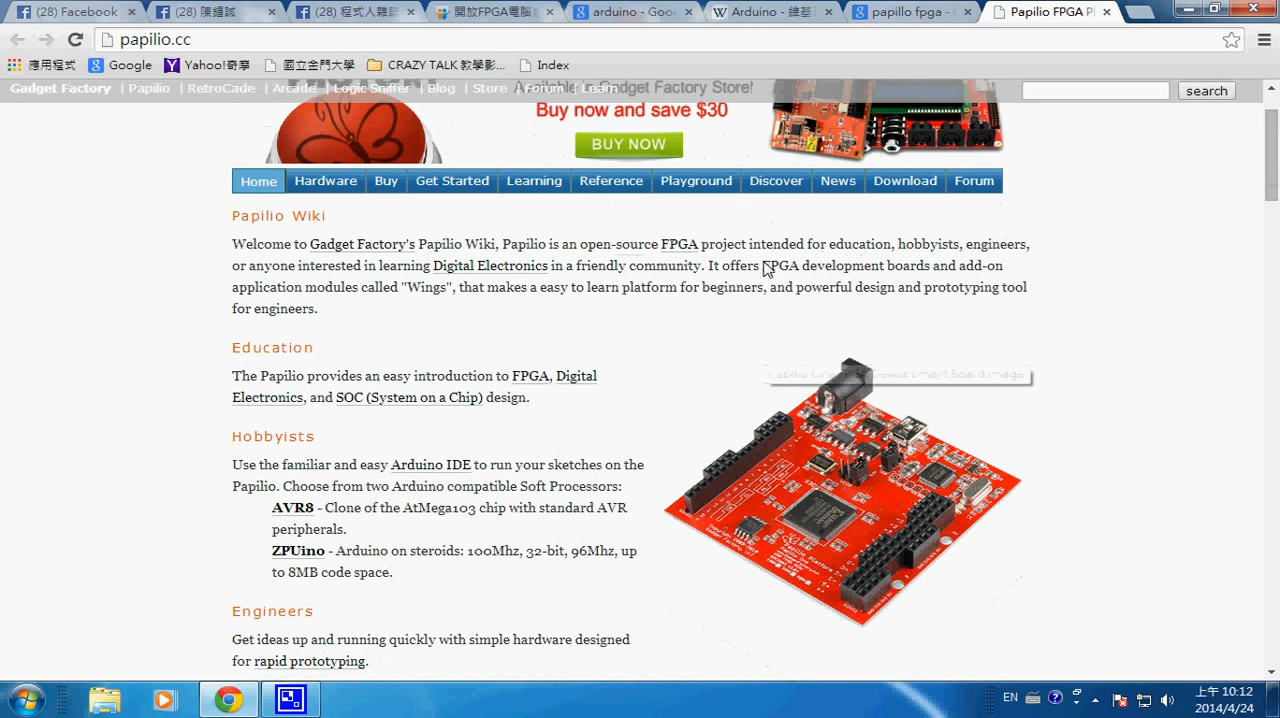 (28) Facebook
(28) 陳鍾誠
(28) 程式人雜誌
開放FPGA電腦
arduino - Goo
Arduino - 維基
papillo fpga -
Papilio FPGA P
papilio.cc
應用程式
Google
Yahoo!奇摩
國立金門大學
CRAZY TALK 教學影...
Index
Gadget Factory | Papilio | RetroCade | Arcade | Logic Sniffer | Blog | Store | Forum | Learn
search
Available in Gadget Factory Store!
Buy now and save $30
BUY NOW
Home Hardware Buy Get Started Learning Reference Playground Discover News Download Forum
Papilio Wiki
Welcome to Gadget Factory's Papilio Wiki, Papilio is an open-source FPGA project intended for education, hobbyists, engineers,
or anyone interested in learning Digital Electronics in a friendly community. It offers FPGA development boards and add-on
application modules called "Wings", that makes a easy to learn platform for beginners, and powerful design and prototyping tool
for engineers.
Education
The Papilio provides an easy introduction to FPGA, Digital
Electronics, and SOC (System on a Chip) design.
Hobbyists
Use the familiar and easy Arduino IDE to run your sketches on the
Papilio. Choose from two Arduino compatible Soft Processors:
AVR8 - Clone of the AtMega103 chip with standard AVR
peripherals.
ZPUino - Arduino on steroids: 100Mhz, 32-bit, 96Mhz, up
to 8MB code space.
Engineers
Get ideas up and running quickly with simple hardware designed
for rapid prototyping.
EN
上午 10:12
2014/4/24